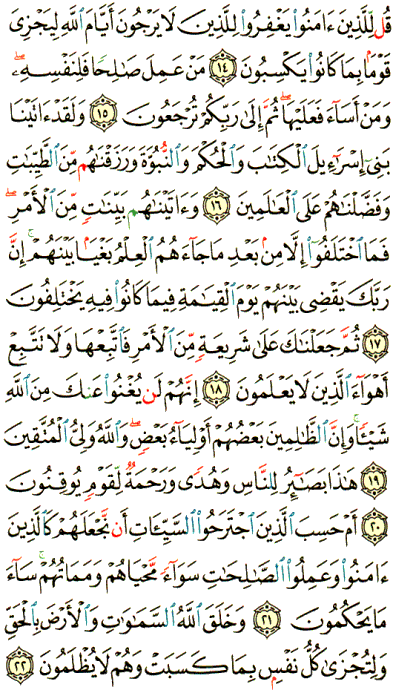 قُل لِّلَّذِينَ ءَامَنُوا۟ يَغْفِرُوا۟ لِلَّذِينَ لَا يَرْجُونَ أَيَّامَ ٱللَّهِ لِيَجْزِىَ
قَوْمًۢا بِمَا كَانُوا۟ يَكْسِبُونَ ١٤ مَنْ عَمِلَ صَـٰلِحًا فَلِنَفْسِهِۦ ۖ
وَمَنْ أَسَآءَ فَعَلَيْهَا ۖ ثُمَّ إِلَىٰ رَبِّكُمْ تُرْجَعُونَ ١٥ وَلَقَدْ ءَاتَيْنَا
بَنِىٓ إِسْرَٰٓءِيلَ ٱلْكِتَـٰبَ وَٱلْحُكْمَ وَٱلنُّبُوَّةَ وَرَزَقْنَـٰهُم مِّنَ ٱلطَّيِّبَـٰتِ
وَفَضَّلْنَـٰهُمْ عَلَى ٱلْعَـٰلَمِينَ ١٦ وَءَاتَيْنَـٰهُم بَيِّنَـٰتٍ مِّنَ ٱلْأَمْرِ ۖ
فَمَا ٱخْتَلَفُوٓا۟ إِلَّا مِنۢ بَعْدِ مَا جَآءَهُمُ ٱلْعِلْمُ بَغْيًۢا بَيْنَهُمْ ۚ إِنَّ
رَبَّكَ يَقْضِى بَيْنَهُمْ يَوْمَ ٱلْقِيَـٰمَةِ فِيمَا كَانُوا۟ فِيهِ يَخْتَلِفُونَ
١٧ ثُمَّ جَعَلْنَـٰكَ عَلَىٰ شَرِيعَةٍ مِّنَ ٱلْأَمْرِ فَٱتَّبِعْهَا وَلَا تَتَّبِعْ
أَهْوَآءَ ٱلَّذِينَ لَا يَعْلَمُونَ ١٨ إِنَّهُمْ لَن يُغْنُوا۟ عَنكَ مِنَ ٱللَّهِ
شَيْـًٔا ۚ وَإِنَّ ٱلظَّـٰلِمِينَ بَعْضُهُمْ أَوْلِيَآءُ بَعْضٍ ۖ وَٱللَّهُ وَلِىُّ ٱلْمُتَّقِينَ
١٩ هَـٰذَا بَصَـٰٓئِرُ لِلنَّاسِ وَهُدًى وَرَحْمَةٌ لِّقَوْمٍ يُوقِنُونَ
٢٠ أَمْ حَسِبَ ٱلَّذِينَ ٱجْتَرَحُوا۟ ٱلسَّيِّـَٔاتِ أَن نَّجْعَلَهُمْ كَٱلَّذِينَ
ءَامَنُوا۟ وَعَمِلُوا۟ ٱلصَّـٰلِحَـٰتِ سَوَآءً مَّحْيَاهُمْ وَمَمَاتُهُمْ ۚ سَآءَ
مَا يَحْكُمُونَ ٢١ وَخَلَقَ ٱللَّهُ ٱلسَّمَـٰوَٰتِ وَٱلْأَرْضَ بِٱلْحَقِّ
وَلِتُجْزَىٰ كُلُّ نَفْسٍۭ بِمَا كَسَبَتْ وَهُمْ لَا يُظْلَمُونَ ٢٢